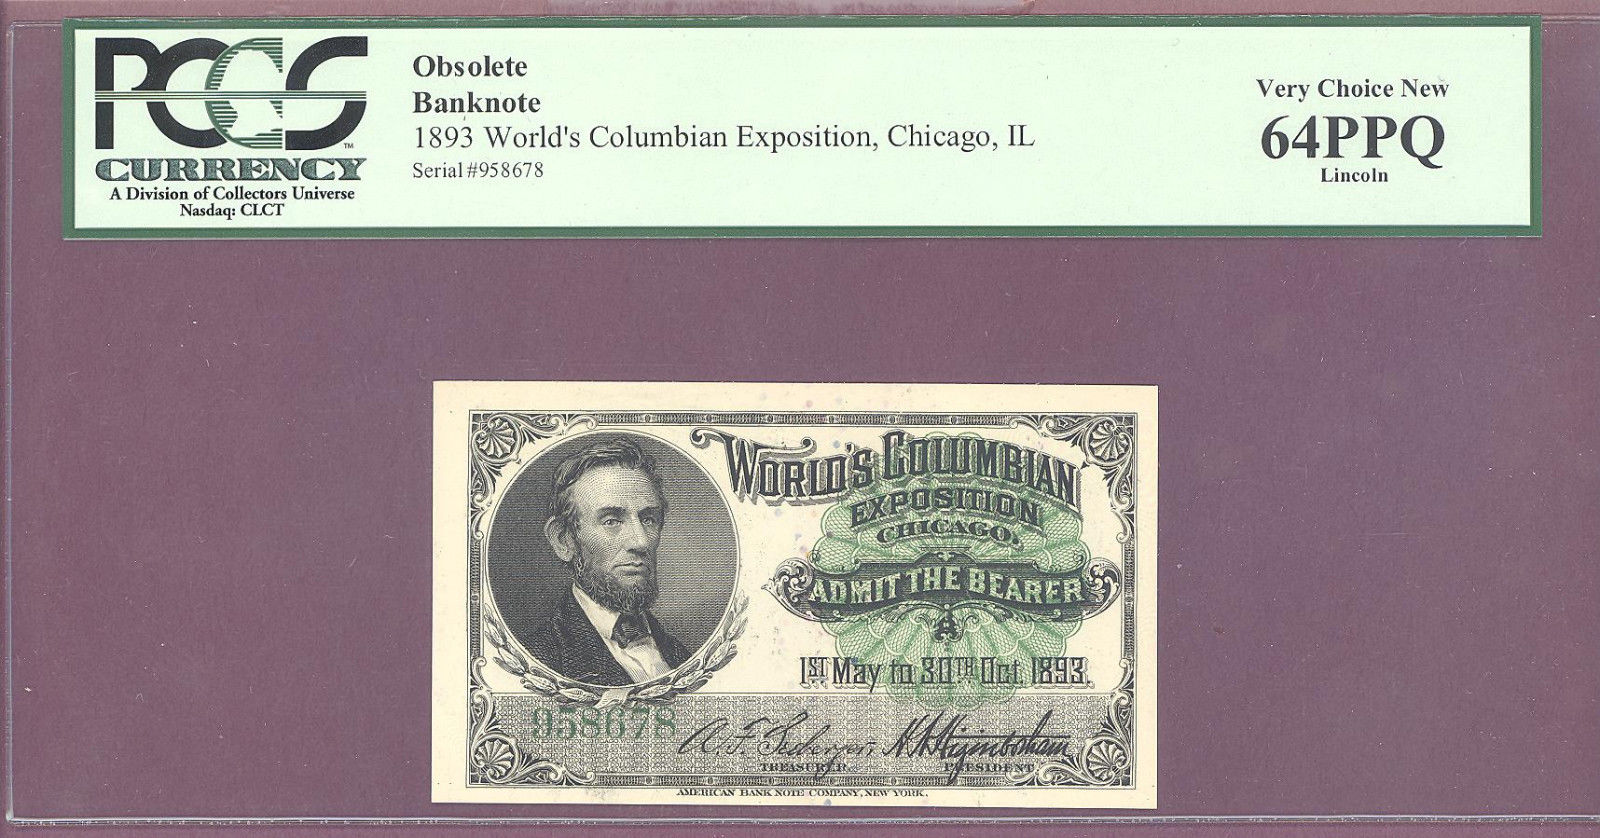 PCGS
CURRENCY
A Division of Collectors Universe
Nasdaq: CLCT
Obsolete
Banknote
1893 World's Columbian Exposition, Chicago, IL
Serial #958678
Very Choice New
64PPQ
Lincoln
WORLD'S COLUMBIAN
EXPOSITION
CHICAGO.
ADMIT THE BEARER
1ST. May to 30TH Oct. 1893.
958678
A. F. Seeberger, H. N. Higinbotham
TREASURER. PRESIDENT
AMERICAN BANK NOTE COMPANY, NEW YORK.